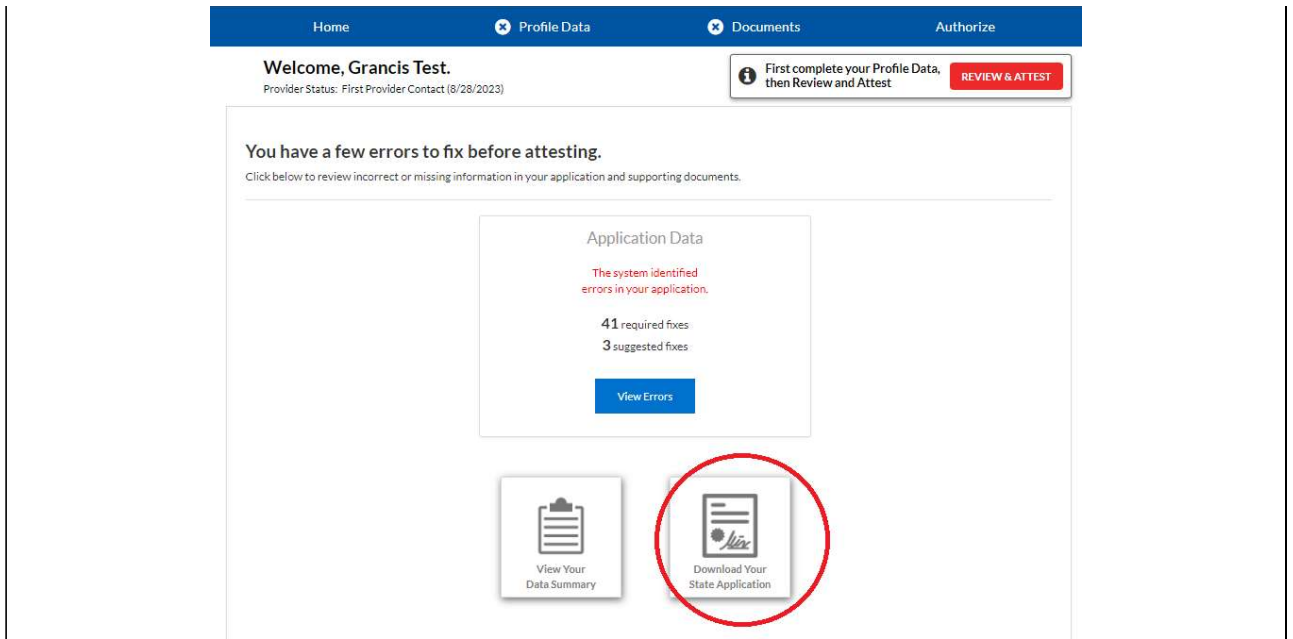 Home Profile Data Documents Authorize
Welcome, Grancis Test.
Provider Status: First Provider Contact (8/28/2023)
First complete your Profile Data,
then Review and Attest
REVIEW & ATTEST
You have a few errors to fix before attesting.
Click below to review incorrect or missing information in your application and supporting documents.
Application Data
The system identified
errors in your application.
41 required fixes
3 suggested fixes
View Errors
View Your
Data Summary
Download Your
State Application